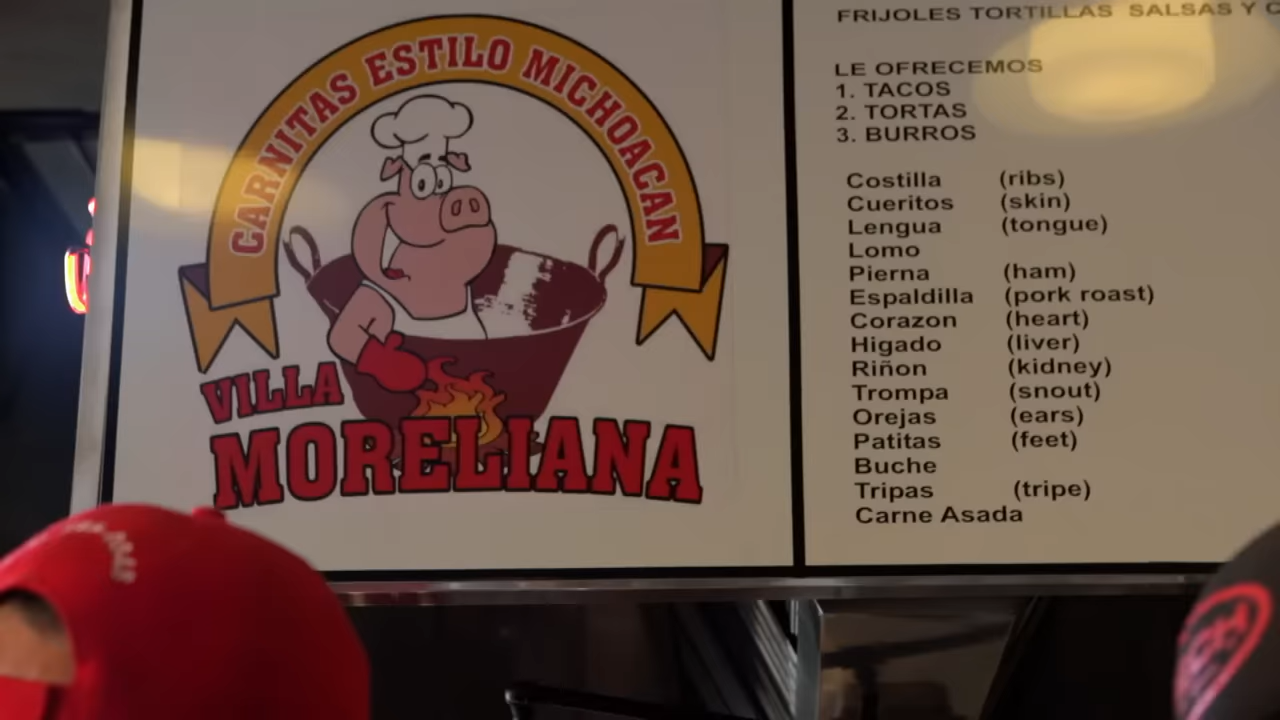 CARNITAS ESTILO MICHOACAN
VILLA
MORELIANA
FRIJOLES TORTILLAS SALSAS Y
LE OFRECEMOS
1. TACOS
2. TORTAS
3. BURROS
Costilla (ribs)
Cueritos (skin)
Lengua (tongue)
Lomo
Pierna (ham)
Espaldilla (pork roast)
Corazon (heart)
Higado (liver)
Riñon (kidney)
Trompa (snout)
Orejas (ears)
Patitas (feet)
Buche
Tripas (tripe)
Carne Asada